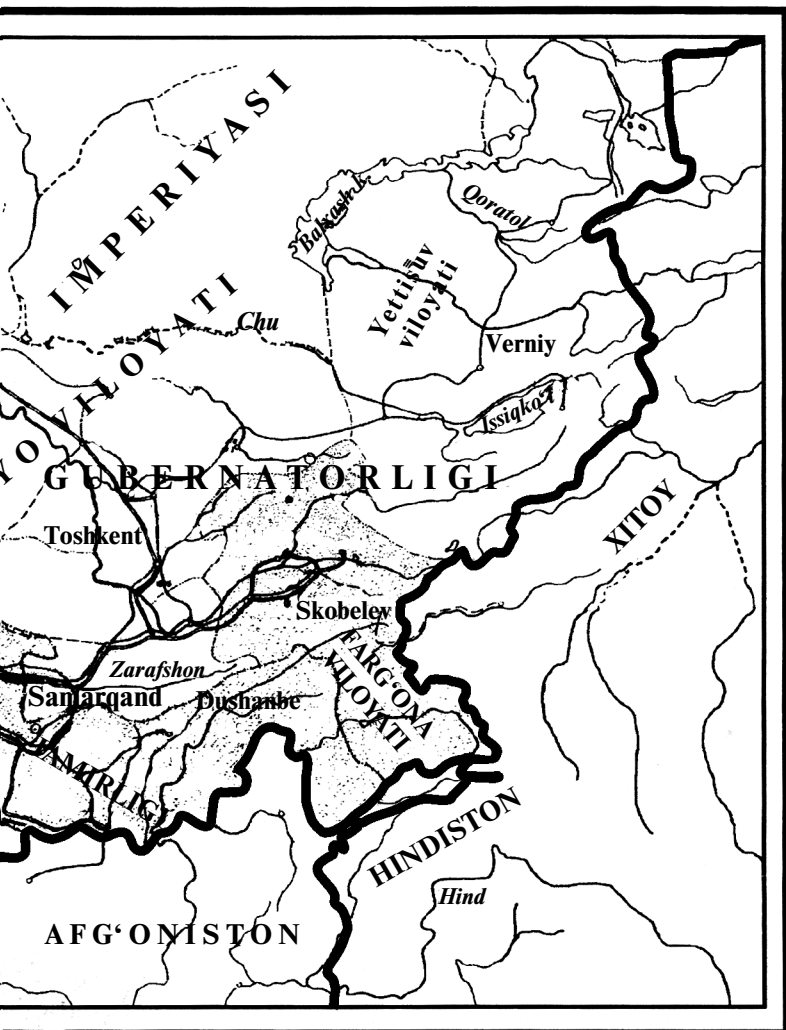 IMPERIYASI
Balxash k.
Qoratol
Yettisuv
viloyati
YO VILOYATI
Chu
Verniy
Issiqko'l
GUBERNATORLIGI
Toshkent
XITOY
Skobelev
FARG‘ONA
VILOYATI
Zarafshon
Samarqand
Dushanbe
AMIRLIGI
HINDISTON
Hind
AFG‘ONISTON